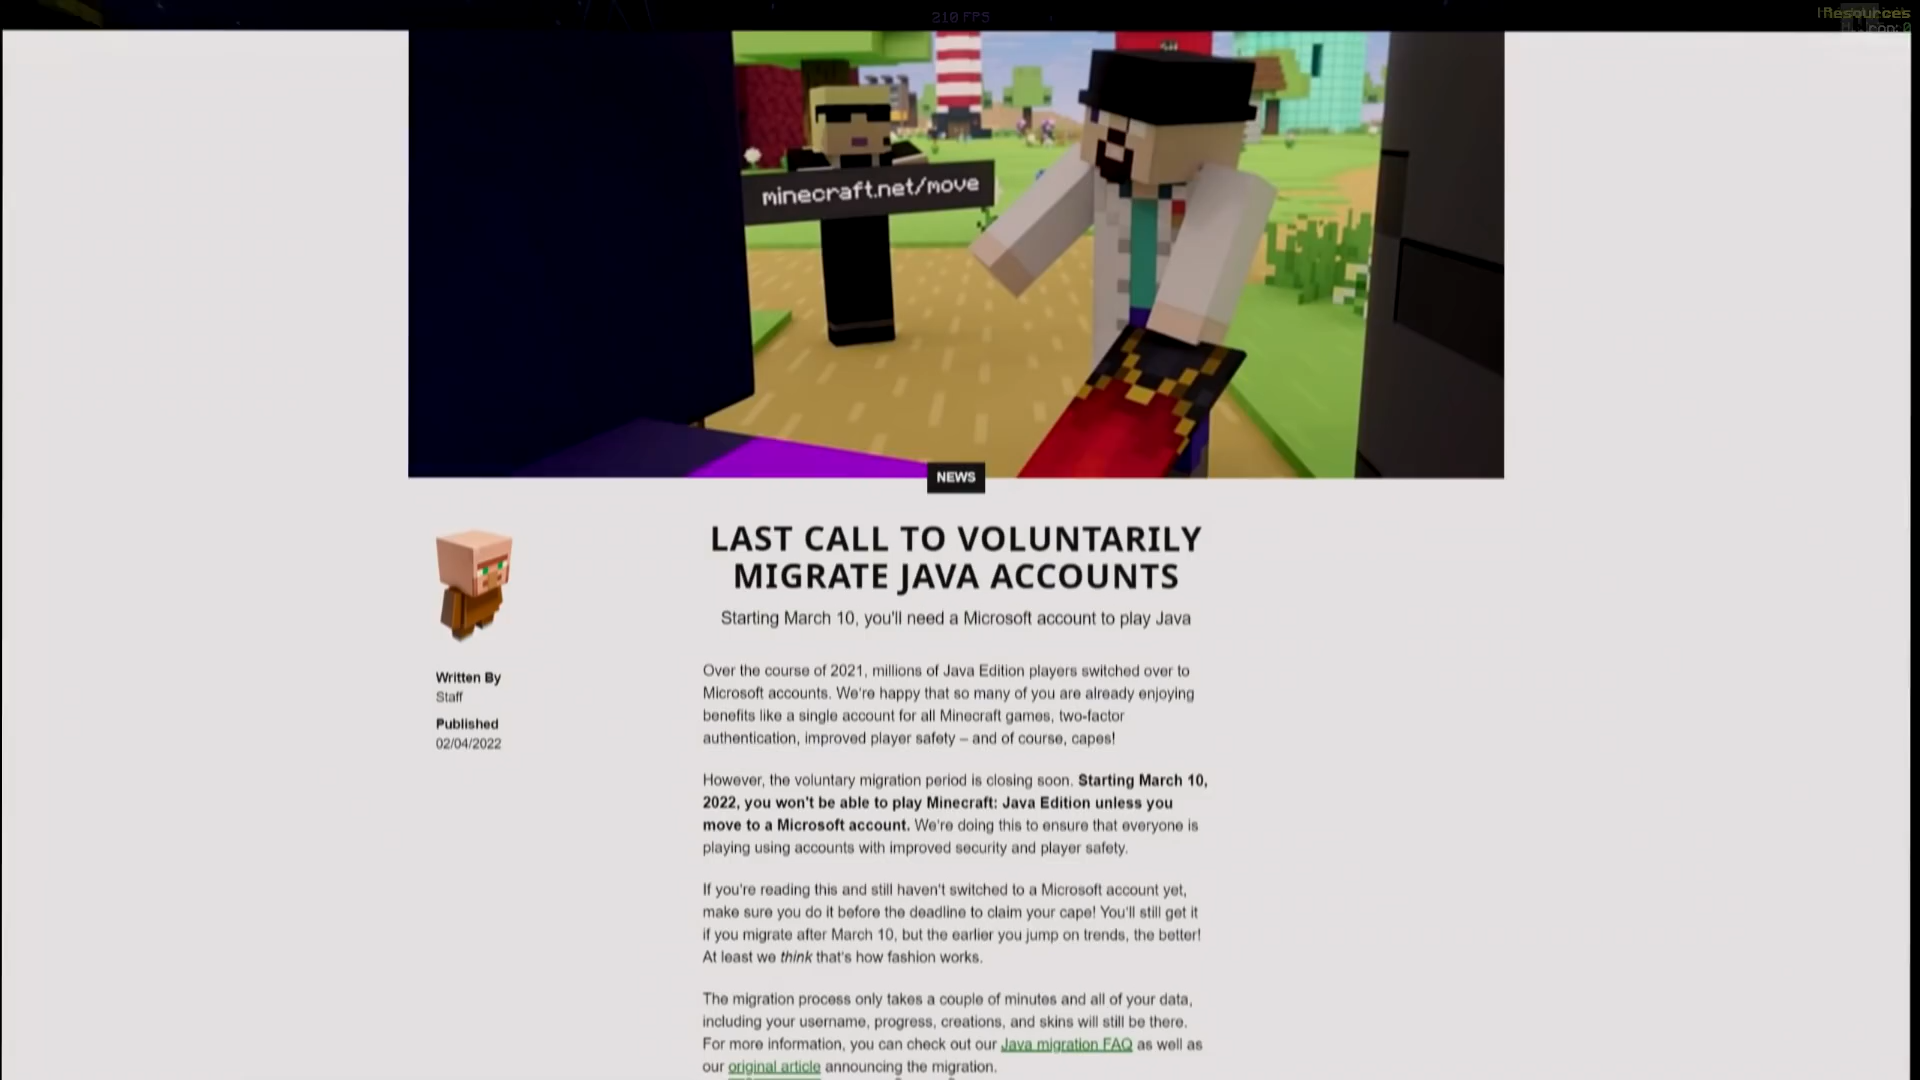 210 FPS
Resources
minecraft.net/move
NEWS
LAST CALL TO VOLUNTARILY
MIGRATE JAVA ACCOUNTS
Starting March 10, you'll need a Microsoft account to play Java
Written By
Staff
Published
02/04/2022
Over the course of 2021, millions of Java Edition players switched over to
Microsoft accounts. We're happy that so many of you are already enjoying
benefits like a single account for all Minecraft games, two-factor
authentication, improved player safety – and of course, capes!
However, the voluntary migration period is closing soon. Starting March 10,
2022, you won't be able to play Minecraft: Java Edition unless you
move to a Microsoft account. We're doing this to ensure that everyone is
playing using accounts with improved security and player safety.
If you're reading this and still haven't switched to a Microsoft account yet,
make sure you do it before the deadline to claim your cape! You'll still get it
if you migrate after March 10, but the earlier you jump on trends, the better!
At least we think that's how fashion works.
The migration process only takes a couple of minutes and all of your data,
including your username, progress, creations, and skins will still be there.
For more information, you can check out our Java migration FAQ as well as
our original article announcing the migration.